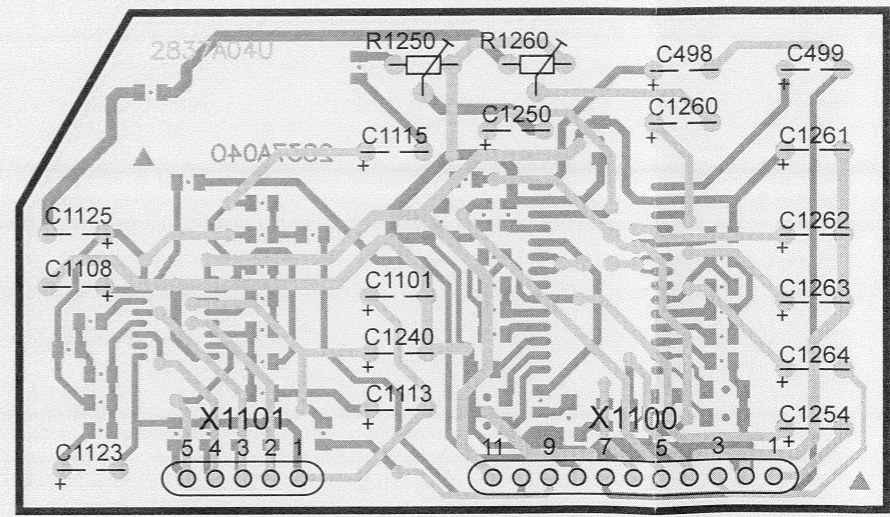 R1250 R1260
2837A04U
C498 C499
C1250 C1260
C1115 C1261
2837A040
C1125 C1262
C1108 C1101 C1263
C1240 C1264
C1113
X1101 X1100 C1254
C1123
5 4 3 2 1
11 9 7 5 3 1